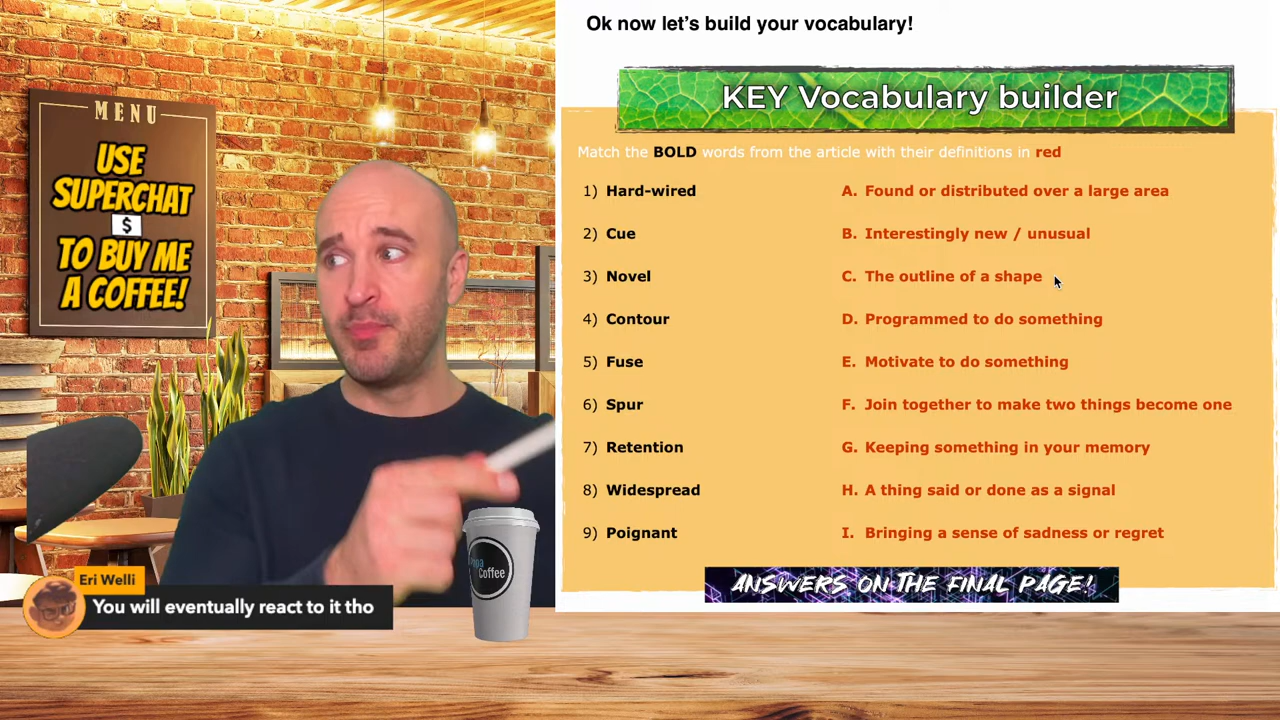 MENU
USE
SUPERCHAT
$
TO BUY ME
A COFFEE!
Ok now let's build your vocabulary!
KEY Vocabulary builder
Match the BOLD words from the article with their definitions in red
1) Hard-wired
A. Found or distributed over a large area
2) Cue
B. Interestingly new / unusual
3) Novel
C. The outline of a shape
4) Contour
D. Programmed to do something
5) Fuse
E. Motivate to do something
6) Spur
F. Join together to make two things become one
7) Retention
G. Keeping something in your memory
8) Widespread
H. A thing said or done as a signal
9) Poignant
I. Bringing a sense of sadness or regret
ANSWERS ON THE FINAL PAGE!
Coffee
Eri Welli
You will eventually react to it tho